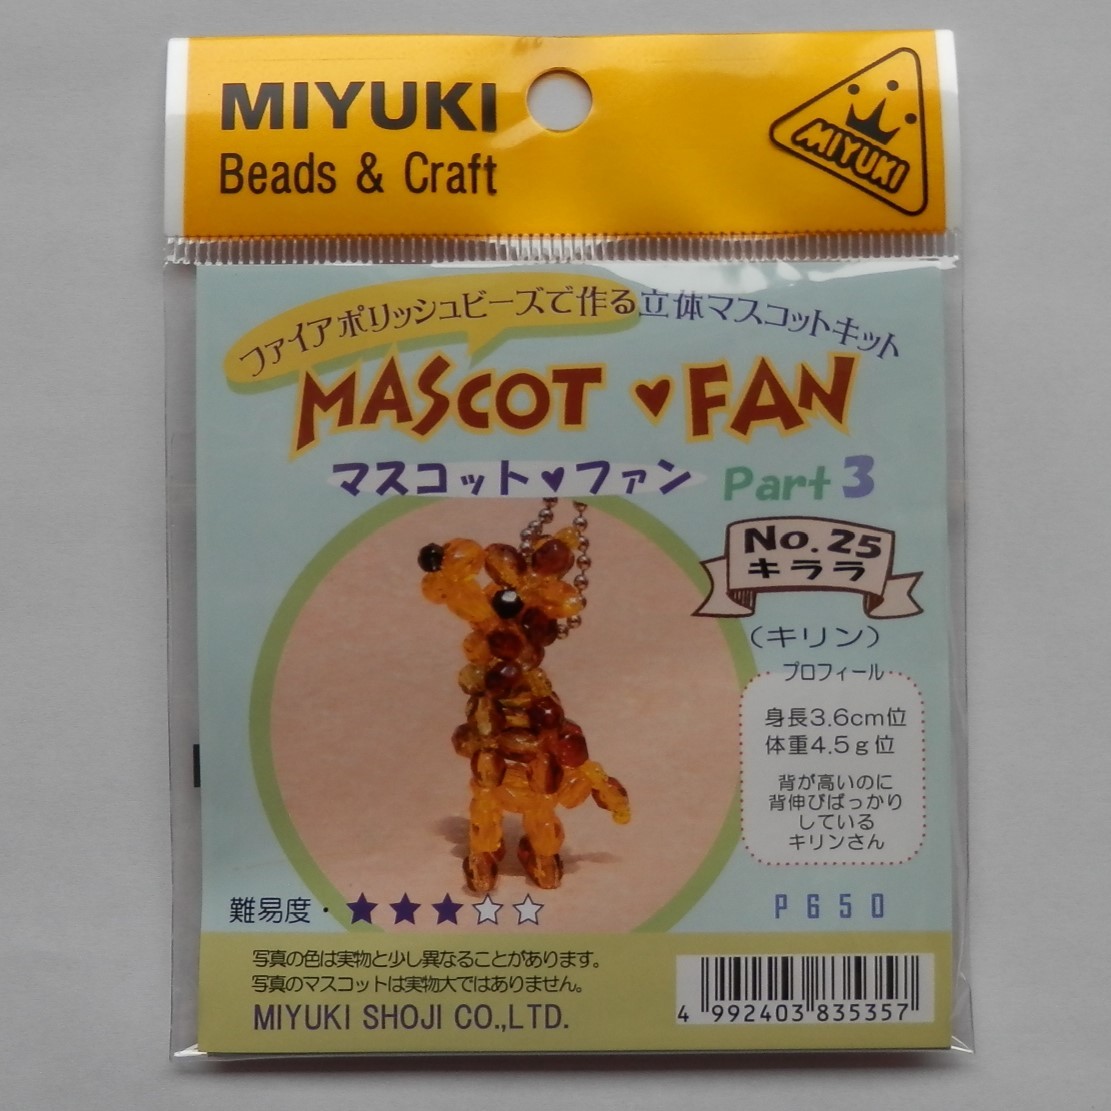 MIYUKI
Beads & Craft
MIYUKI
ファイアポリッシュビーズで作る立体マスコットキット
MASCOT ♥ FAN
マスコット♥ファン Part 3
No.25
キララ
(キリン)
プロフィール
身長3.6cm位
体重4.5g位
背が高いのに
背伸びばっかり
している
キリンさん
難易度・★★★☆☆
P650
写真の色は実物と少し異なることがあります。
写真のマスコットは実物大ではありません。
MIYUKI SHOJI CO.,LTD.
4 992403 835357